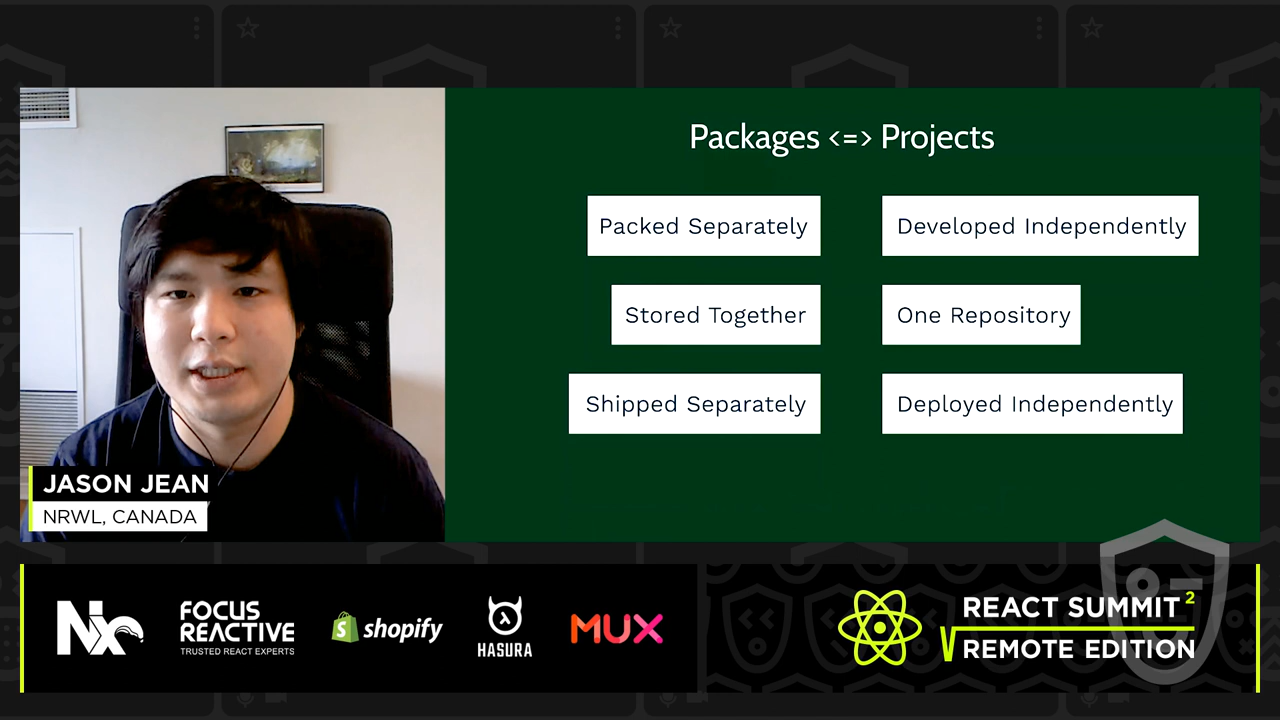 Packages <=> Projects
Packed Separately
Developed Independently
Stored Together
One Repository
Shipped Separately
Deployed Independently
JASON JEAN
NRWL, CANADA
Nx
FOCUS
REACTIVE
TRUSTED REACT EXPERTS
shopify
HASURA
MUX
REACT SUMMIT 2
REMOTE EDITION